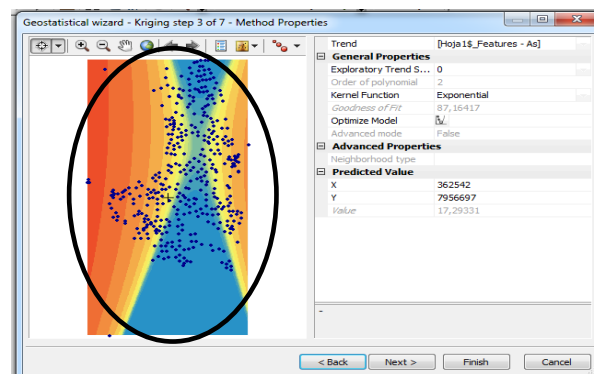 Geostatistical wizard - Kriging step 3 of 7 - Method Properties
Trend [Hoja1$_Features - As]
General Properties
Exploratory Trend S... 0
Order of polynomial 2
Kernel Function Exponential
Goodness of Fit 87,16417
Optimize Model
Advanced mode False
Advanced Properties
Neighborhood type
Predicted Value
X 362542
Y 7956697
Value 17,29331
-
< Back Next > Finish Cancel